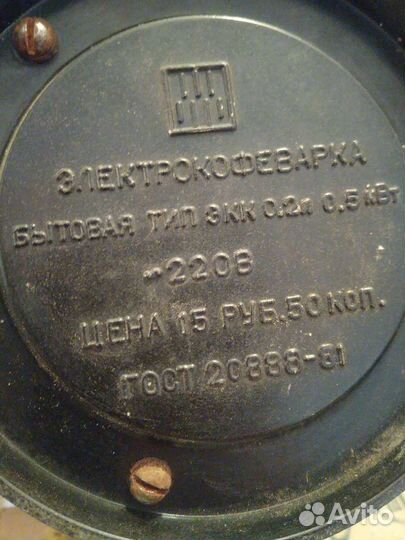 ЭЛЕКТРОКОФЕВАРКА
БЫТОВАЯ ТИП ЭКК 0.2л 0.5 кВт
~220В
ЦЕНА 15 РУБ.50 КОП.
ГОСТ 20888-81
Avito